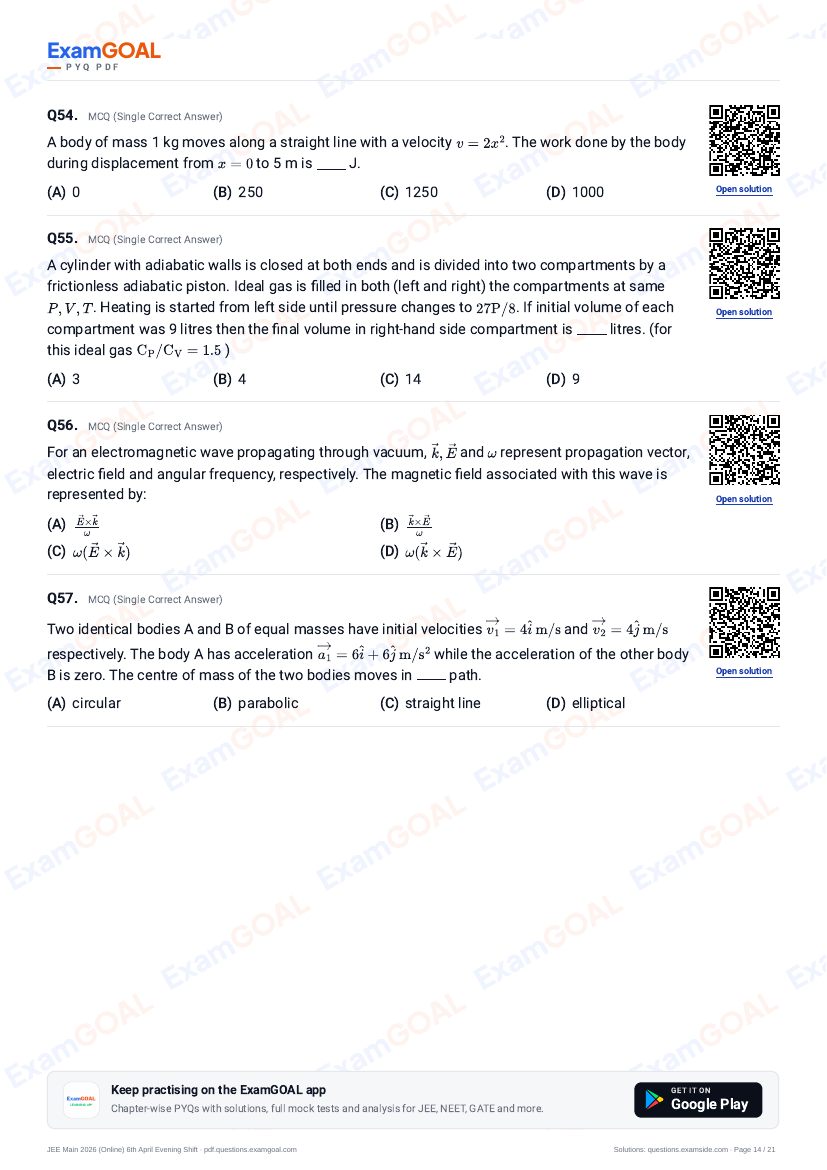 ExamGOAL
PYQ PDF
Q54. MCQ (Single Correct Answer)
A body of mass 1 kg moves along a straight line with a velocity v = 2x². The work done by the body
during displacement from x = 0 to 5 m is ____ J.
(A) 0 (B) 250 (C) 1250 (D) 1000
Open solution
Q55. MCQ (Single Correct Answer)
A cylinder with adiabatic walls is closed at both ends and is divided into two compartments by a
frictionless adiabatic piston. Ideal gas is filled in both (left and right) the compartments at same
P, V, T. Heating is started from left side until pressure changes to 27P/8. If initial volume of each
compartment was 9 litres then the final volume in right-hand side compartment is ____ litres. (for
this ideal gas C_P/C_V = 1.5 )
(A) 3 (B) 4 (C) 14 (D) 9
Open solution
Q56. MCQ (Single Correct Answer)
For an electromagnetic wave propagating through vacuum, k⃗, E⃗ and ω represent propagation vector,
electric field and angular frequency, respectively. The magnetic field associated with this wave is
represented by:
(A) (E⃗×k⃗)/ω (B) (k⃗×E⃗)/ω
(C) ω(E⃗ × k⃗) (D) ω(k⃗ × E⃗)
Open solution
Q57. MCQ (Single Correct Answer)
Two identical bodies A and B of equal masses have initial velocities v₁⃗ = 4î m/s and v₂⃗ = 4ĵ m/s
respectively. The body A has acceleration a₁⃗ = 6î + 6ĵ m/s² while the acceleration of the other body
B is zero. The centre of mass of the two bodies moves in ____ path.
(A) circular (B) parabolic (C) straight line (D) elliptical
Open solution
Keep practising on the ExamGOAL app
Chapter-wise PYQs with solutions, full mock tests and analysis for JEE, NEET, GATE and more.
GET IT ON
Google Play
JEE Main 2026 (Online) 6th April Evening Shift · pdf.questions.examgoal.com
Solutions: questions.examside.com · Page 14 / 21